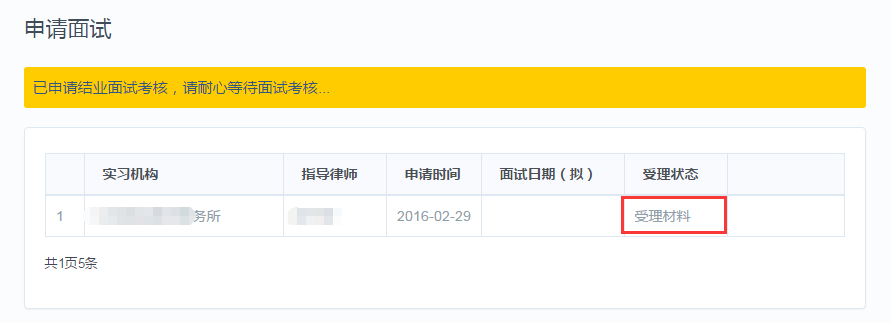 申请面试
已申请结业面试考核，请耐心等待面试考核...
实习机构 指导律师 申请时间 面试日期（拟） 受理状态
1 务所 2016-02-29 受理材料
共1页5条